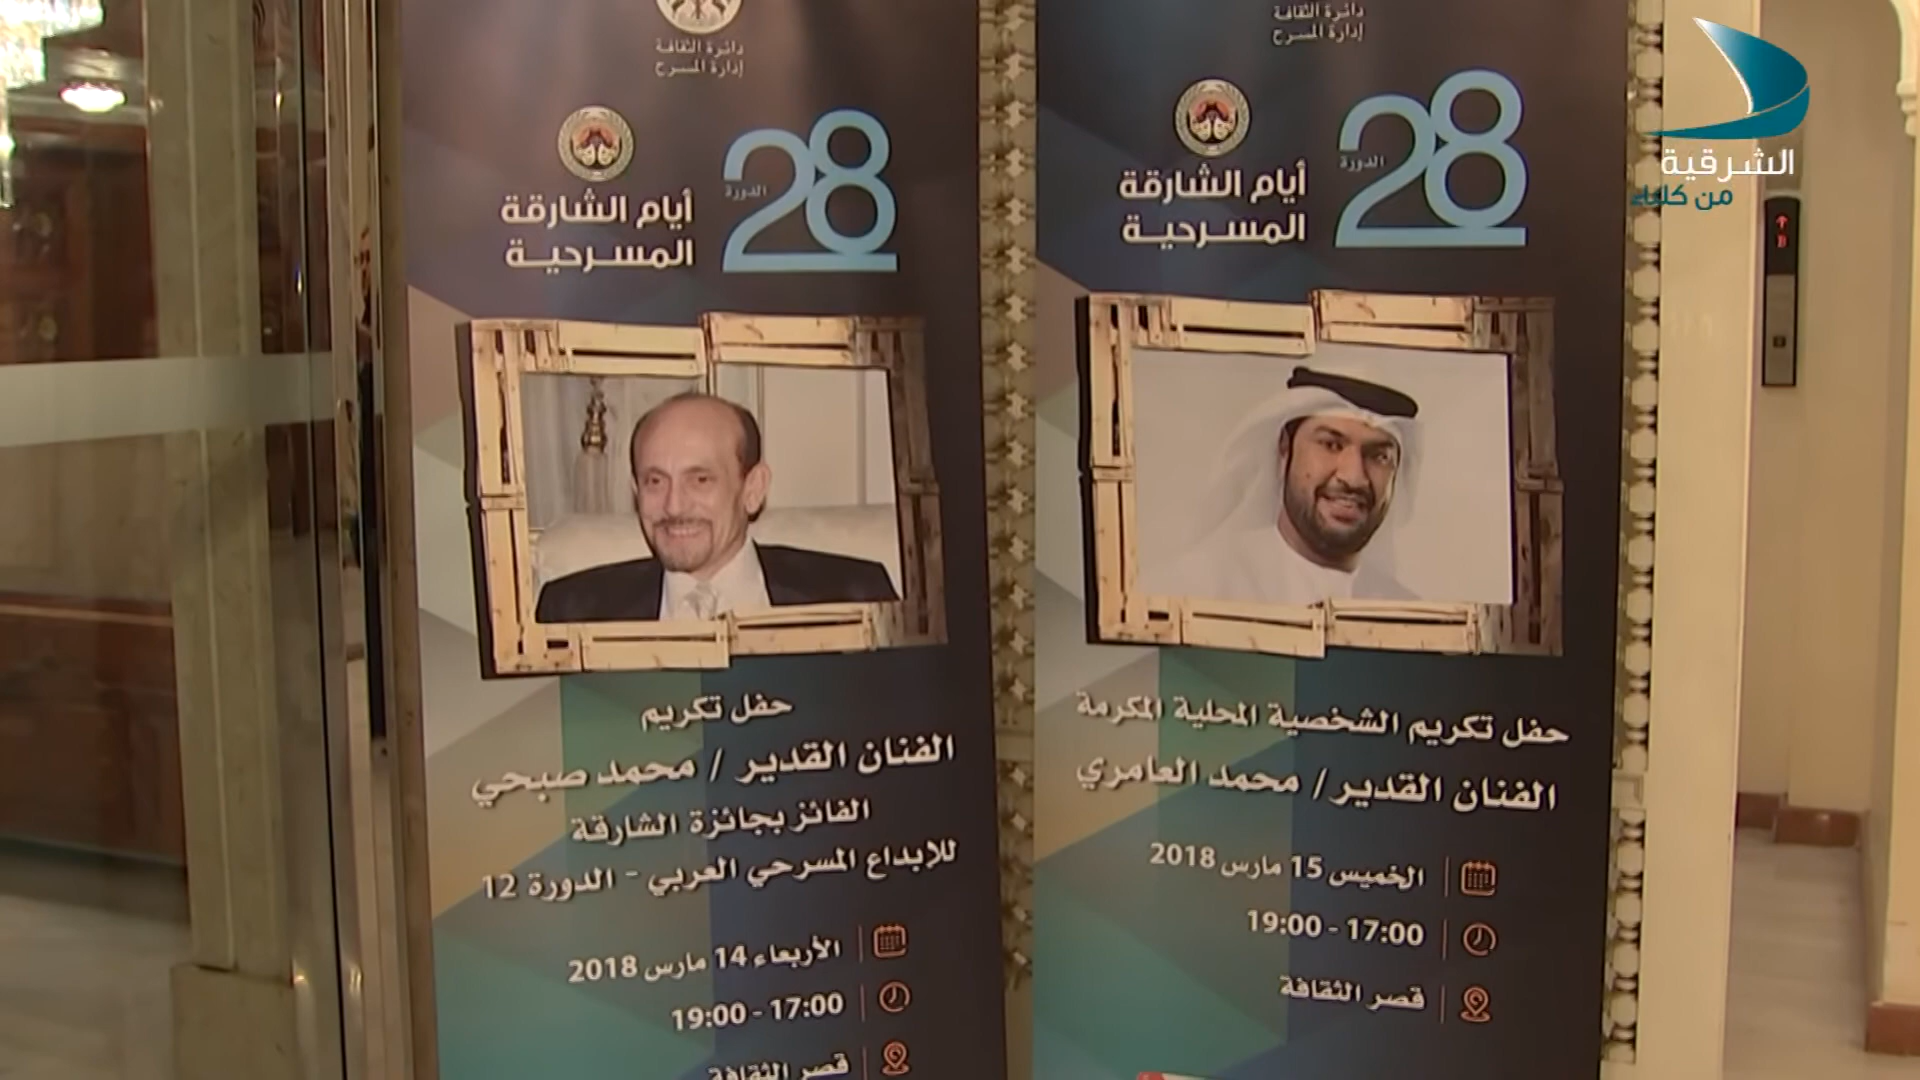 دائرة الثقافة
إدارة المسرح
28
الدورة
أيام الشارقة
المسرحية
حفل تكريم الشخصية المحلية المكرمة
الفنان القدير / محمد العامري
الخميس 15 مارس 2018
17:00 - 19:00
قصر الثقافة
دائرة الثقافة
إدارة المسرح
28
الدورة
أيام الشارقة
المسرحية
حفل تكريم
الفنان القدير / محمد صبحي
الفائز بجائزة الشارقة
للإبداع المسرحي العربي - الدورة 12
الأربعاء 14 مارس 2018
17:00 - 19:00
قصر الثقافة
الشرقية
من كلباء